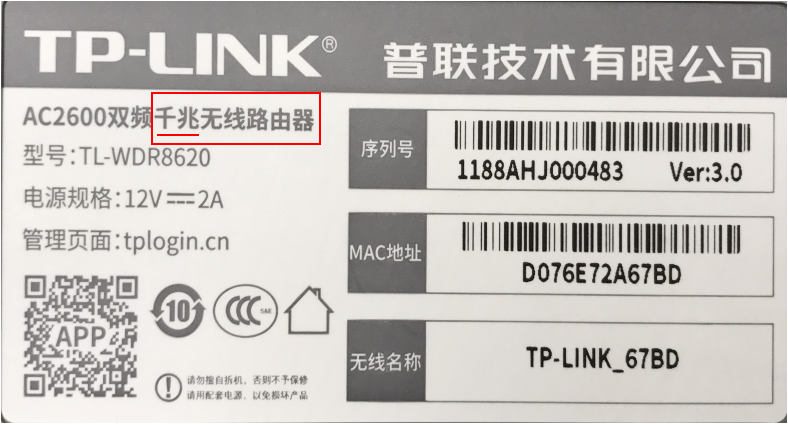 TP-LINK®
普联技术有限公司
AC2600双频千兆无线路由器
型号:TL-WDR8620
电源规格:12V⎓2A
管理页面:tplogin.cn
APP
10
CCC S&E
请勿擅自拆机,否则不予保修
请用配套电源,以免损坏产品
序列号
1188AHJ000483 Ver:3.0
MAC地址
D076E72A67BD
无线名称
TP-LINK_67BD